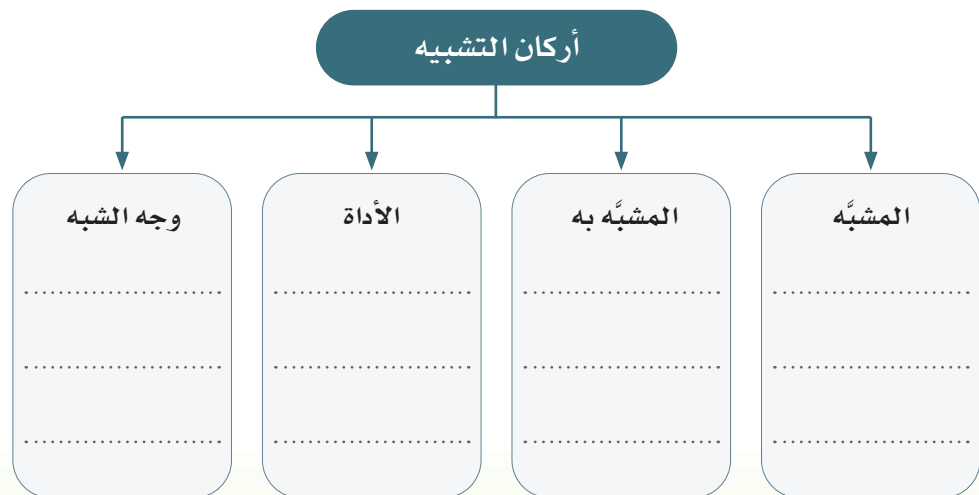 أركان التشبيه
المشبَّه
المشبَّه به
الأداة
وجه الشبه